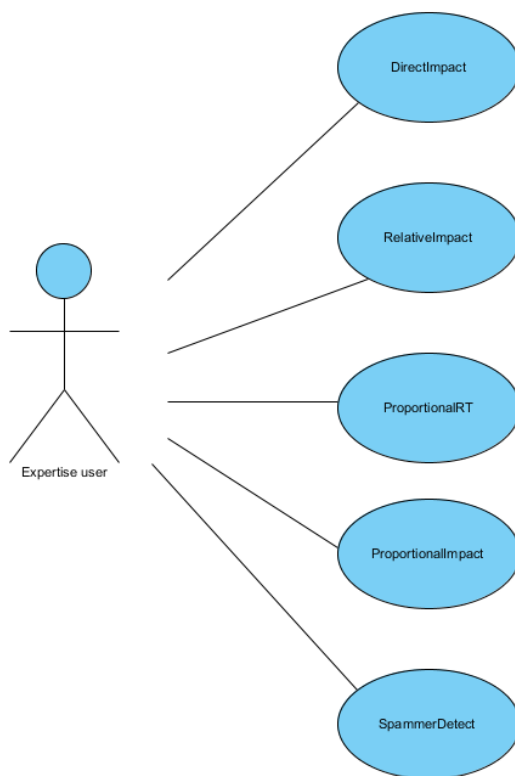 DirectImpact
RelativeImpact
ProportionalRT
Expertise user
ProportionalImpact
SpammerDetect